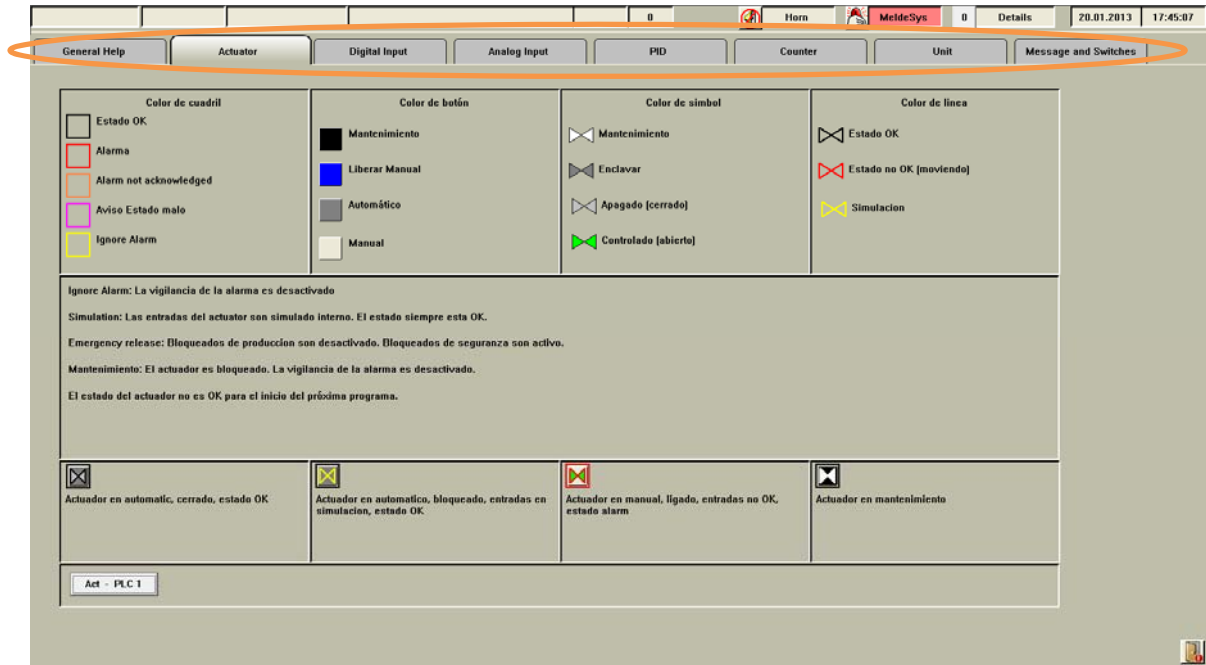 0 Horn MeldeSys 0 Details 20.01.2013 17:45:07
General Help Actuator Digital Input Analog Input PID Counter Unit Message and Switches
Color de cuadril
Estado OK
Alarma
Alarm not acknowledged
Aviso Estado malo
Ignore Alarm
Color de botón
Mantenimiento
Liberar Manual
Automático
Manual
Color de simbol
Mantenimiento
Enclavar
Apagado (cerrado)
Controlado (abierto)
Color de línea
Estado OK
Estado no OK (moviendo)
Simulacion
Ignore Alarm: La vigilancia de la alarma es desactivado
Simulation: Las entradas del actuator son simulado interno. El estado siempre esta OK.
Emergency release: Bloqueados de produccion son desactivado. Bloqueados de seguranza son activo.
Mantenimiento: El actuador es bloqueado. La vigilancia de la alarma es desactivado.
El estado del actuador no es OK para el inicio del próxima programa.
Actuador en automatic, cerrado, estado OK
Actuador en automatico, bloqueado, entradas en
simulacion, estado OK
Actuador en manual, ligado, entradas no OK,
estado alarm
Actuador en mantenimiento
Act - PLC 1